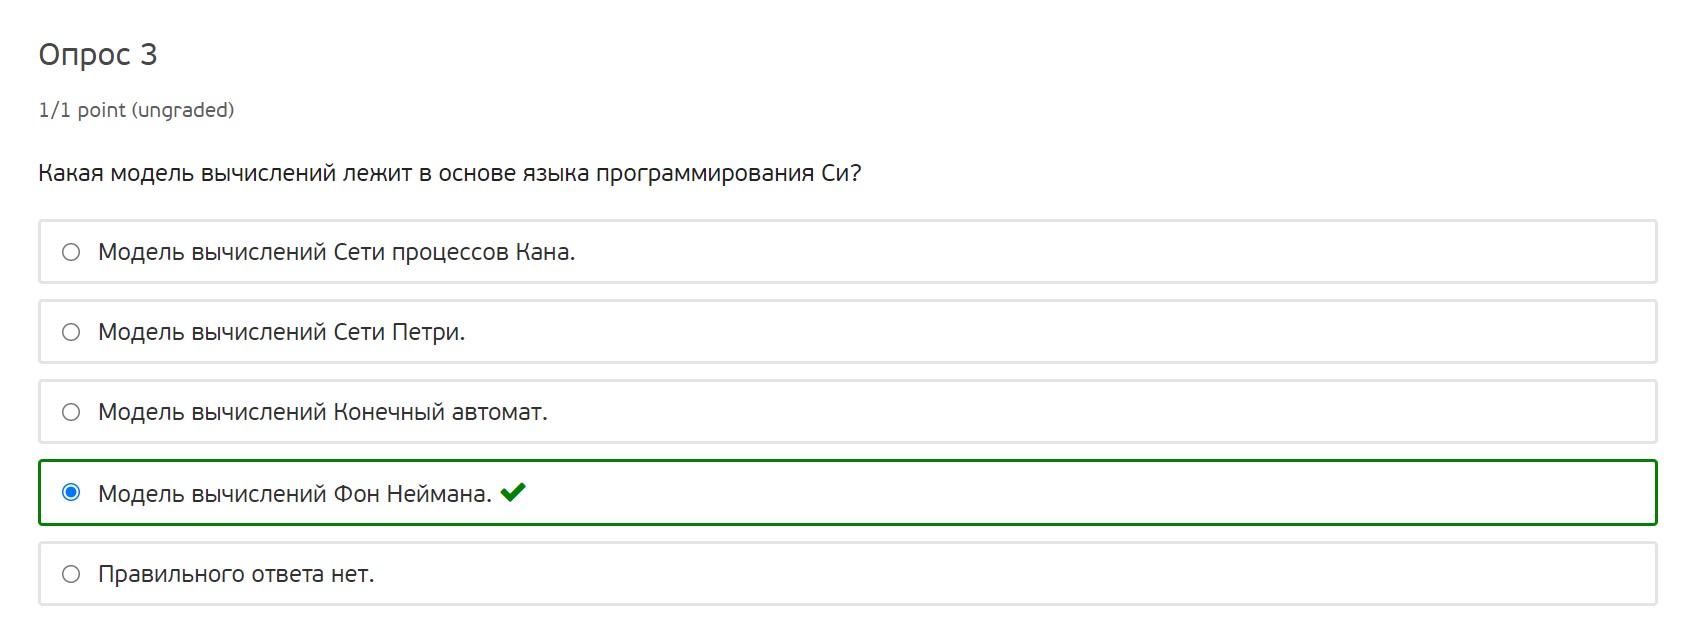 Опрос 3
1/1 point (ungraded)
Какая модель вычислений лежит в основе языка программирования Си?
Модель вычислений Сети процессов Кана.
Модель вычислений Сети Петри.
Модель вычислений Конечный автомат.
Модель вычислений Фон Неймана.
Правильного ответа нет.